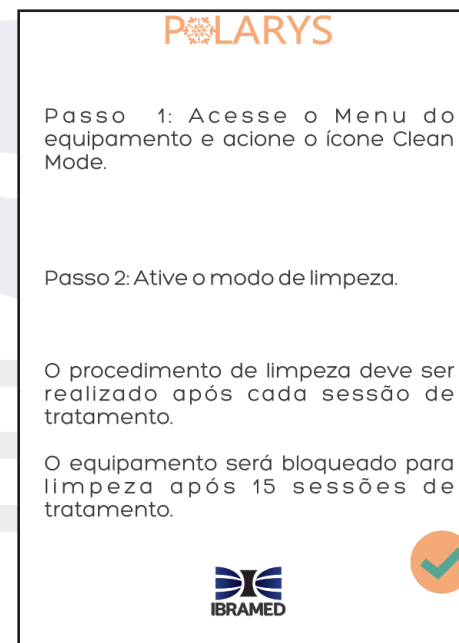 POLARYS
Passo 1: Acesse o Menu do
equipamento e acione o ícone Clean
Mode.
Passo 2: Ative o modo de limpeza.
O procedimento de limpeza deve ser
realizado após cada sessão de
tratamento.
O equipamento será bloqueado para
limpeza após 15 sessões de
tratamento.
IBRAMED